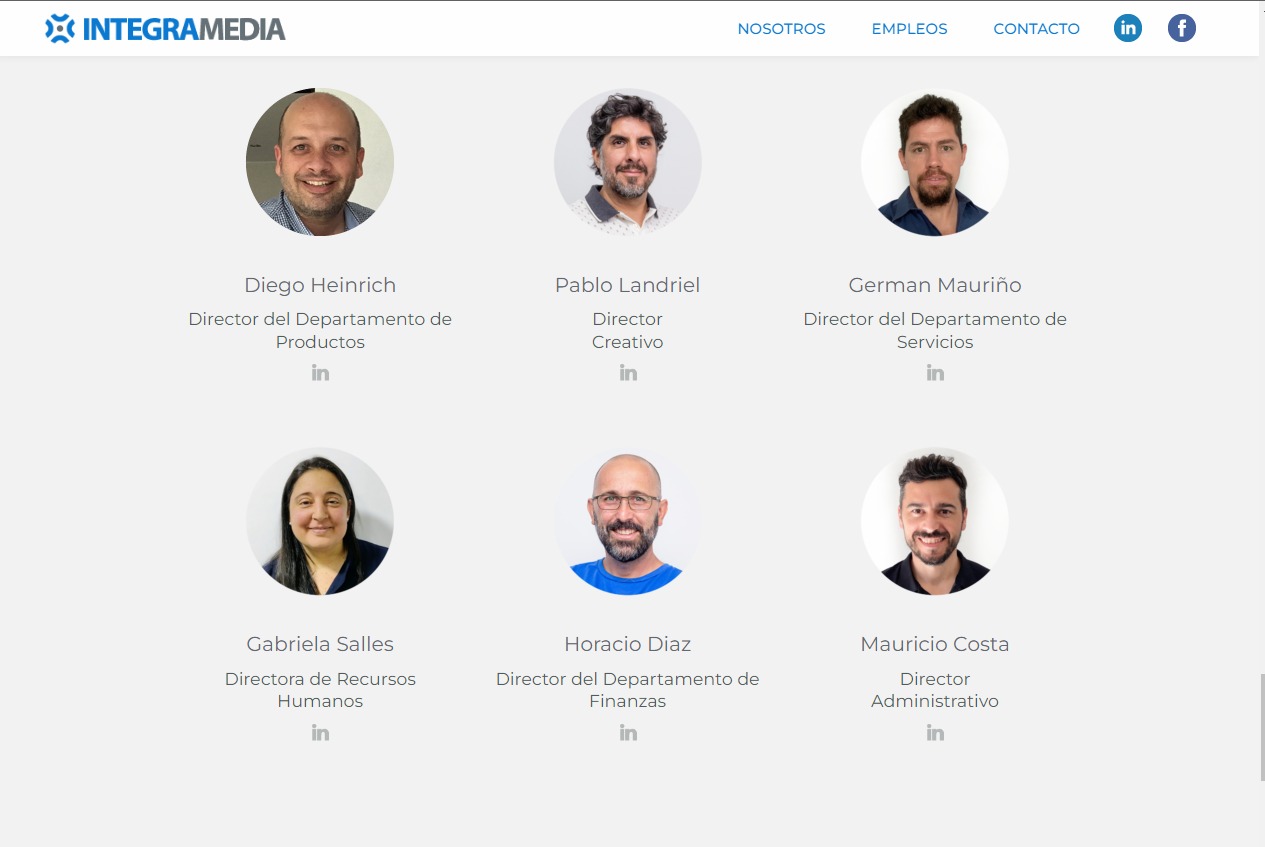 INTEGRAMEDIA
NOSOTROS
EMPLEOS
CONTACTO
in
f
Diego Heinrich
Director del Departamento de
Productos
in
Pablo Landriel
Director
Creativo
in
German Mauriño
Director del Departamento de
Servicios
in
Gabriela Salles
Directora de Recursos
Humanos
in
Horacio Diaz
Director del Departamento de
Finanzas
in
Mauricio Costa
Director
Administrativo
in